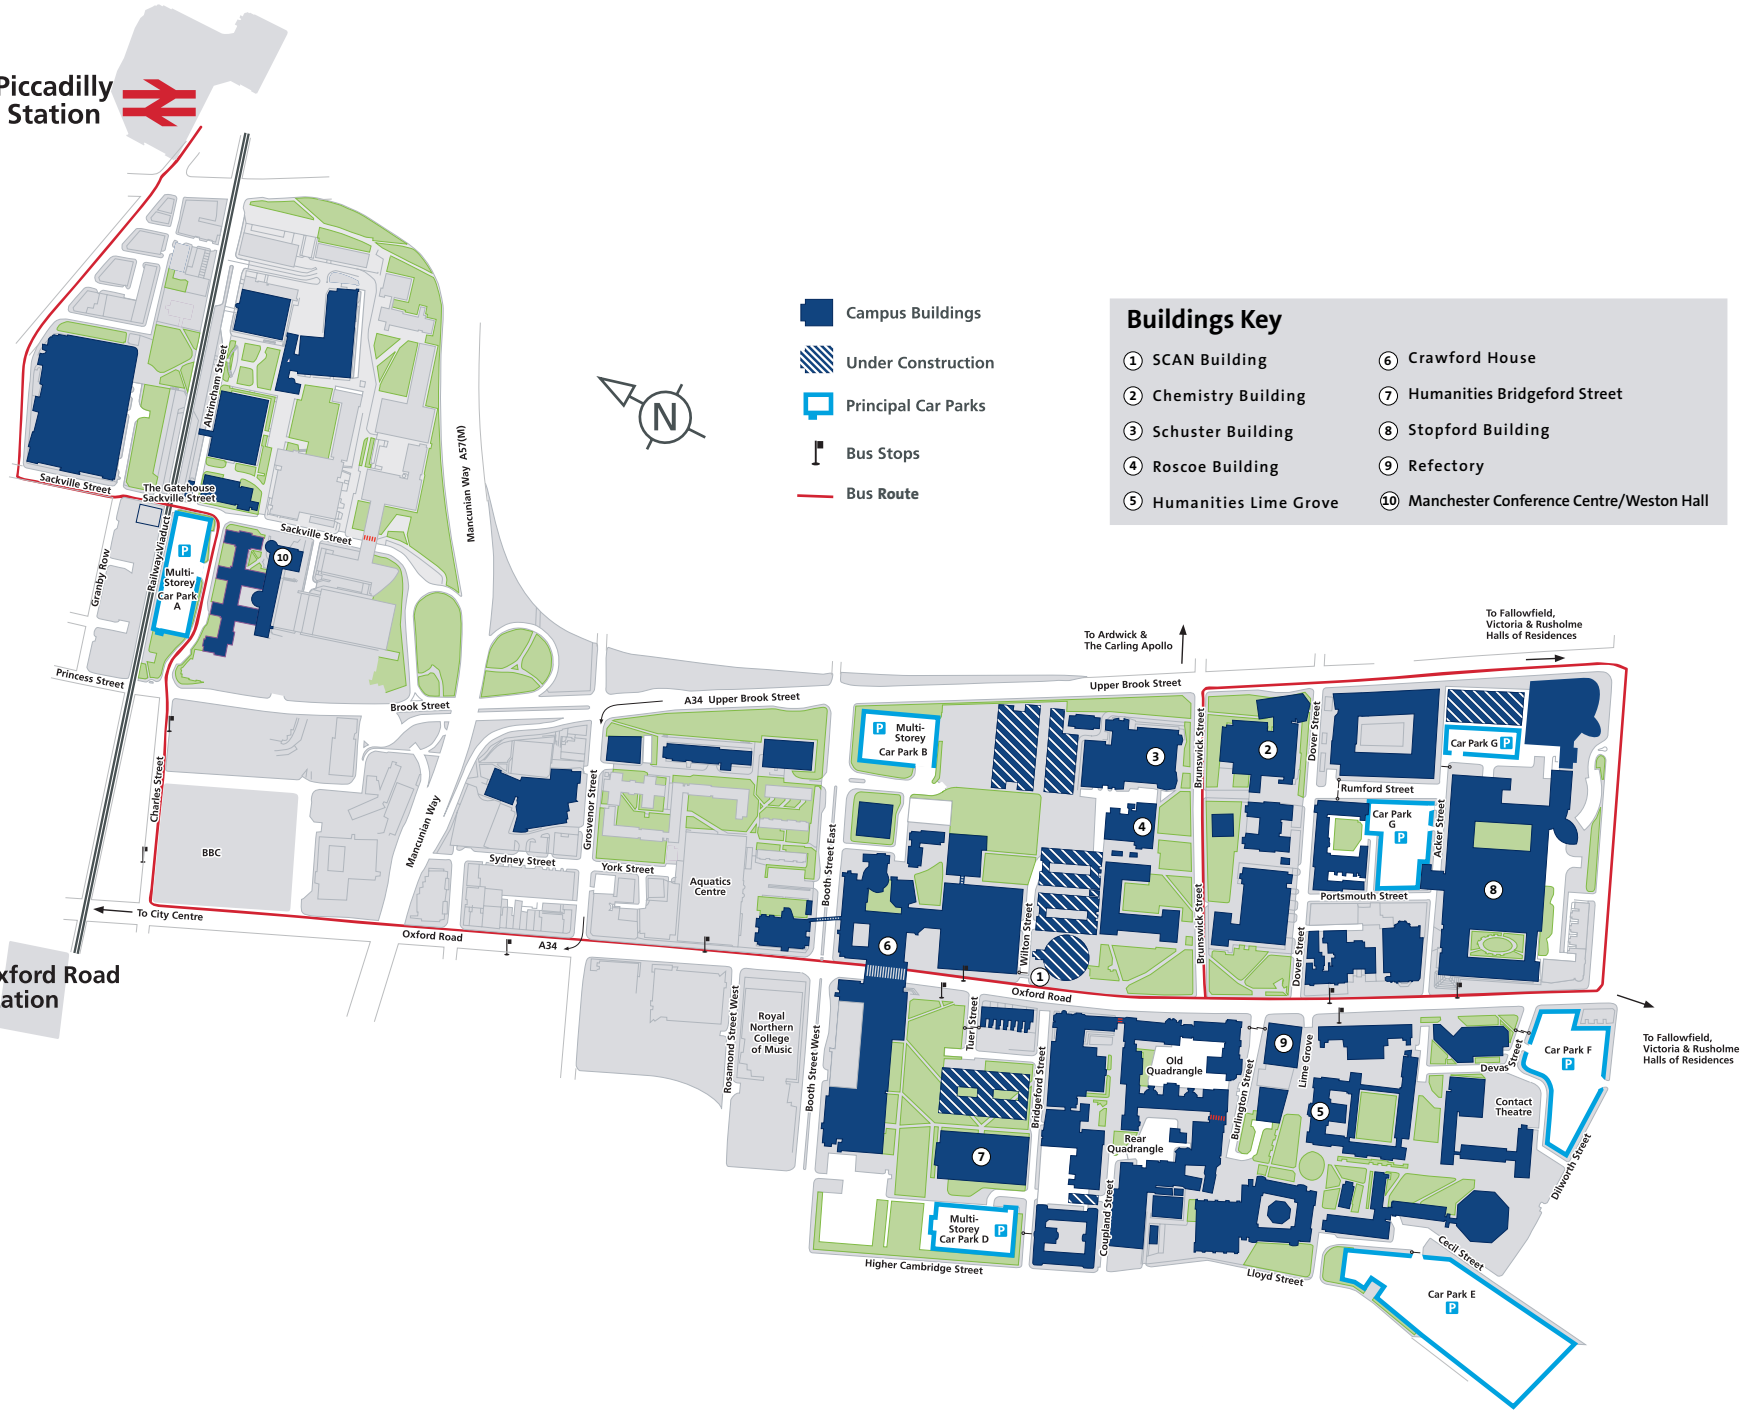 Piccadilly
Station
Altrincham Street
Mancunian Way A57(M)
Sackville Street
The Gatehouse
Sackville Street
Sackville Street
Railway Viaduct
Granby Row
P
Multi-
Storey
Car Park
A
10
Princess Street
Brook Street
Charles Street
BBC
Mancunian Way
To City Centre
Oxford Road
xford Road
ation
N
Campus Buildings
Under Construction
Principal Car Parks
Bus Stops
Bus Route
Buildings Key
1 SCAN Building
2 Chemistry Building
3 Schuster Building
4 Roscoe Building
5 Humanities Lime Grove
6 Crawford House
7 Humanities Bridgeford Street
8 Stopford Building
9 Refectory
10 Manchester Conference Centre/Weston Hall
To Ardwick &
The Carling Apollo
To Fallowfield,
Victoria & Rusholme
Halls of Residences
A34 Upper Brook Street
Upper Brook Street
Grosvenor Street
Sydney Street
York Street
Aquatics
Centre
A34
Booth Street East
P
Multi-
Storey
Car Park B
3
4
Brunswick Street
2
Dover Street
Car Park G P
Rumford Street
Car Park
G
P
Acker Street
Portsmouth Street
8
6
Wilton Street
1
Oxford Road
Brunswick Street
Dover Street
Rosamond Street West
Royal
Northern
College
of Music
Booth Street West
Tuer Street
Bridgeford Street
7
Multi-
Storey
Car Park D
P
Higher Cambridge Street
Coupland Street
Old
Quadrangle
Rear
Quadrangle
Burlington Street
9
Lime Grove
5
Devas Street
Contact
Theatre
Car Park F
P
Dilworth Street
To Fallowfield,
Victoria & Rusholme
Halls of Residences
Cecil Street
Lloyd Street
Car Park E
P